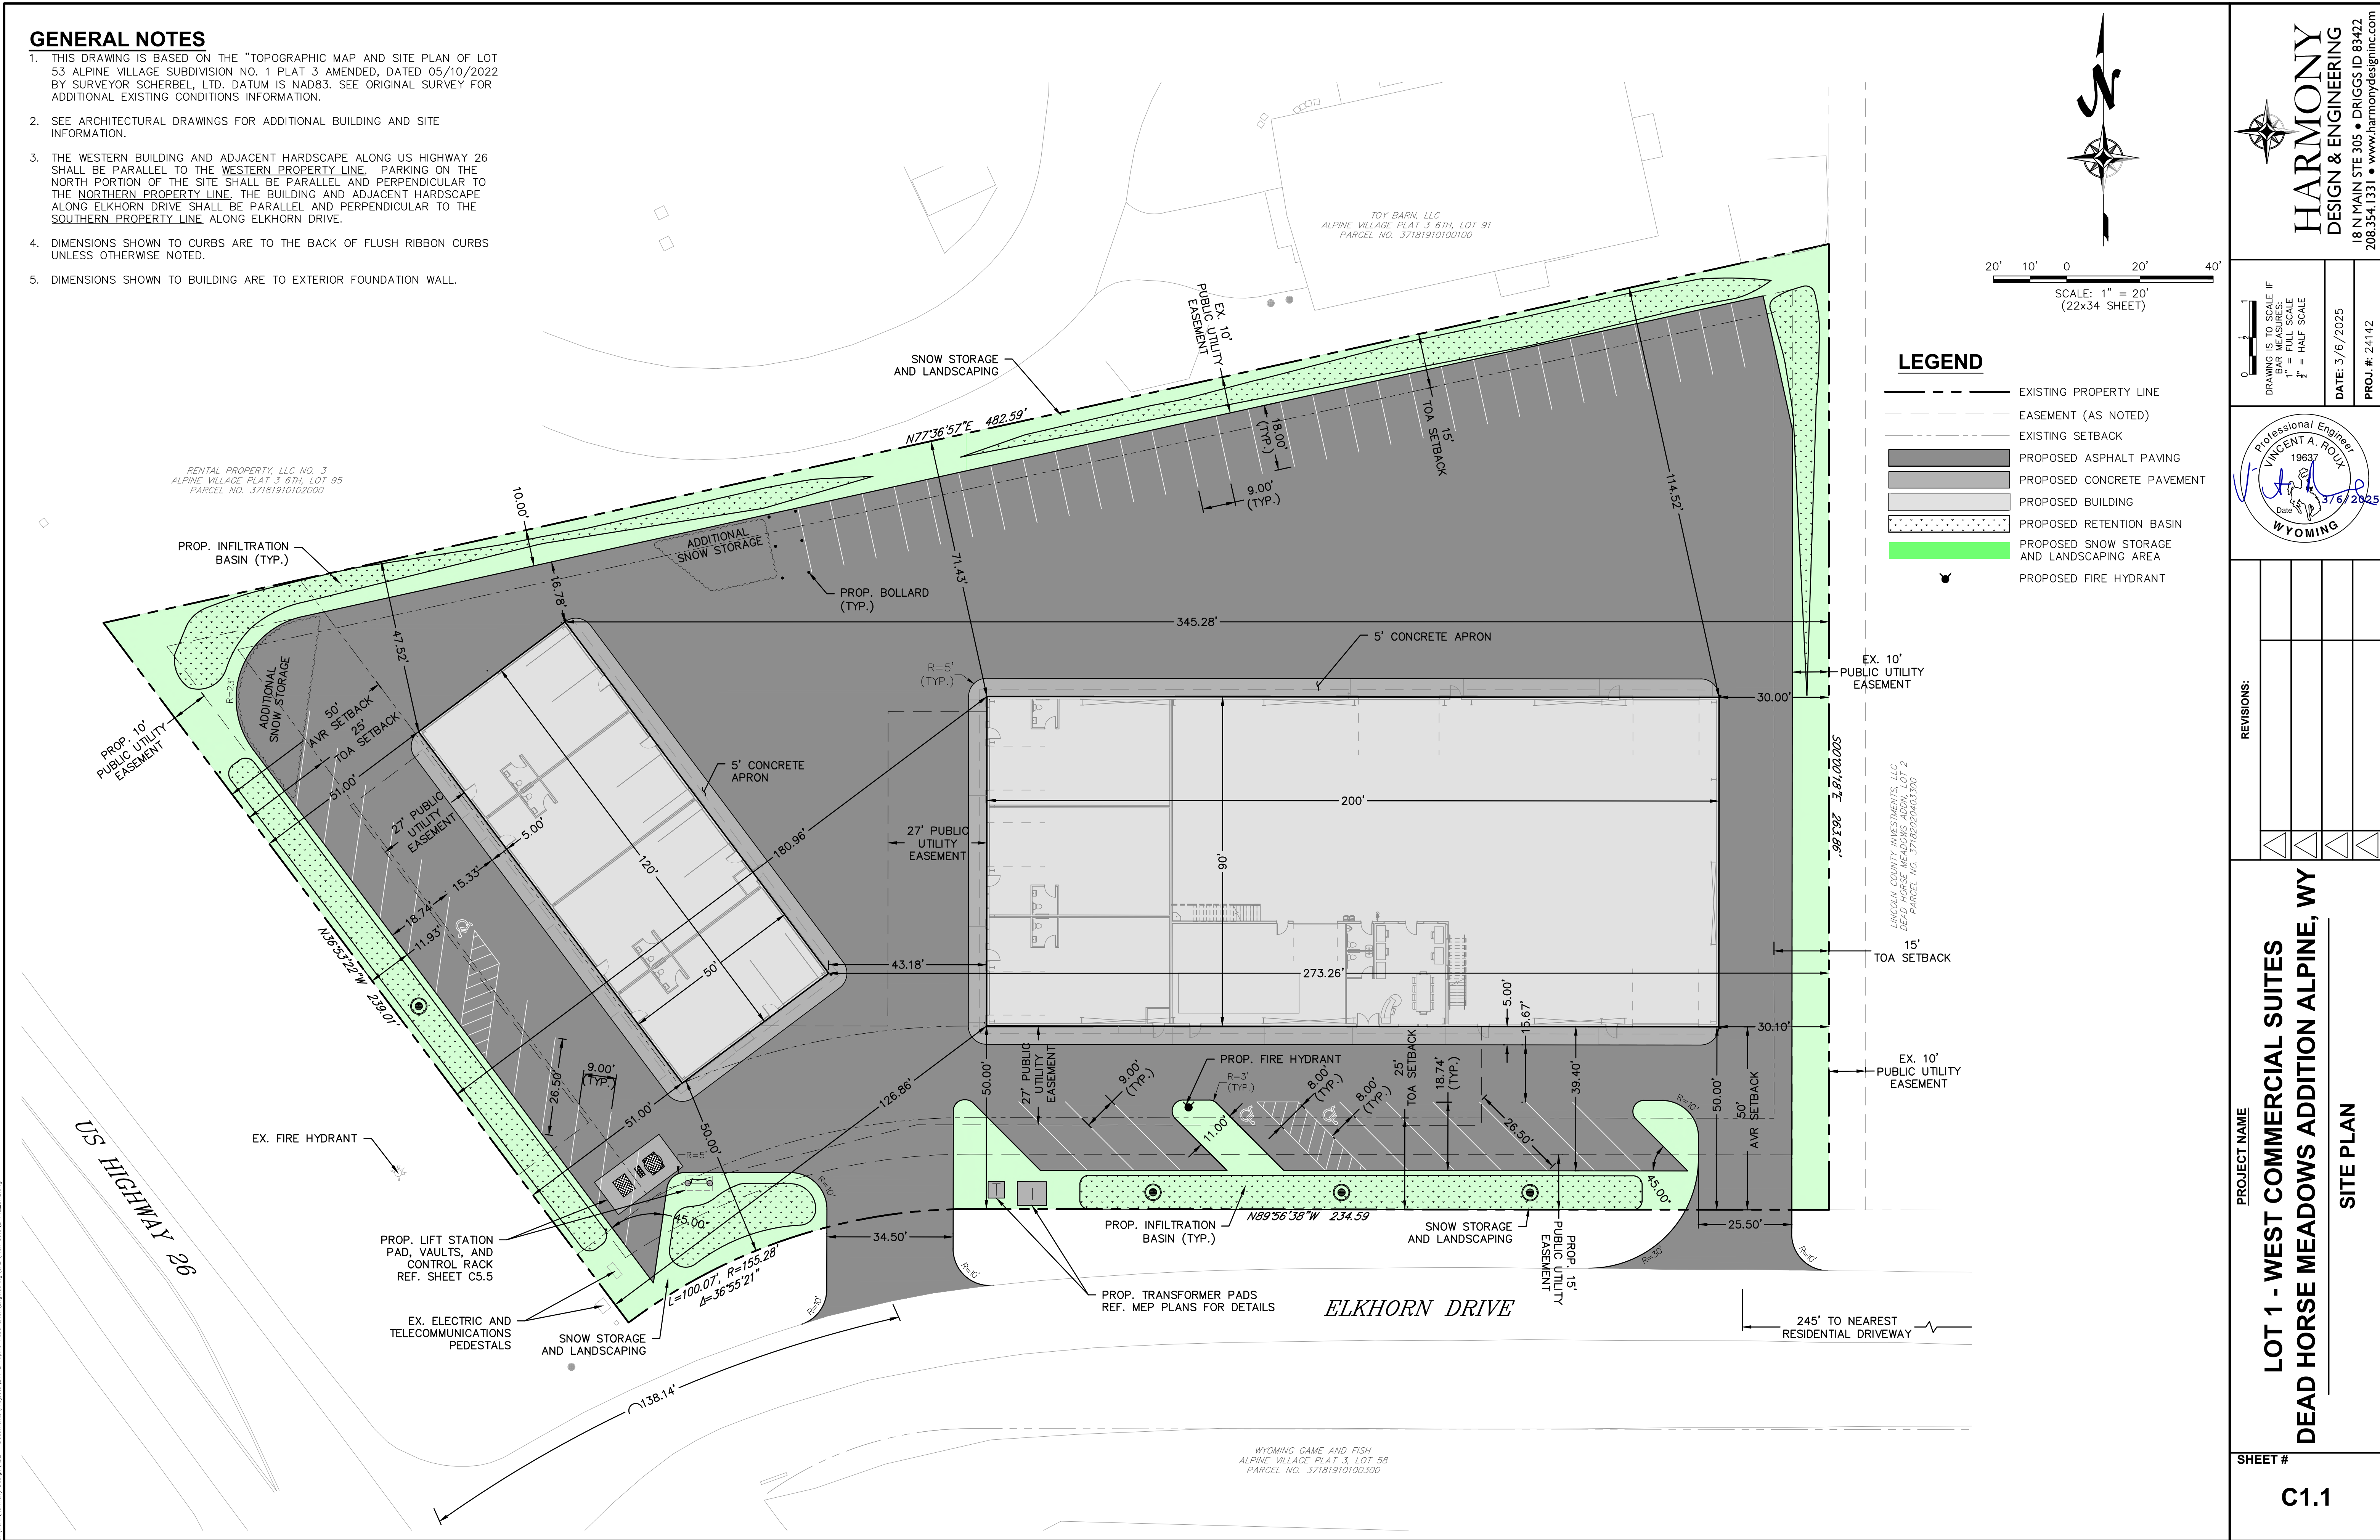 GENERAL NOTES
1. THIS DRAWING IS BASED ON THE "TOPOGRAPHIC MAP AND SITE PLAN OF LOT
53 ALPINE VILLAGE SUBDIVISION NO. 1 PLAT 3 AMENDED, DATED 05/10/2022
BY SURVEYOR SCHERBEL, LTD. DATUM IS NAD83. SEE ORIGINAL SURVEY FOR
ADDITIONAL EXISTING CONDITIONS INFORMATION.
2. SEE ARCHITECTURAL DRAWINGS FOR ADDITIONAL BUILDING AND SITE
INFORMATION.
3. THE WESTERN BUILDING AND ADJACENT HARDSCAPE ALONG US HIGHWAY 26
SHALL BE PARALLEL TO THE WESTERN PROPERTY LINE. PARKING ON THE
NORTH PORTION OF THE SITE SHALL BE PARALLEL AND PERPENDICULAR TO
THE NORTHERN PROPERTY LINE. THE BUILDING AND ADJACENT HARDSCAPE
ALONG ELKHORN DRIVE SHALL BE PARALLEL AND PERPENDICULAR TO THE
SOUTHERN PROPERTY LINE ALONG ELKHORN DRIVE.
4. DIMENSIONS SHOWN TO CURBS ARE TO THE BACK OF FLUSH RIBBON CURBS
UNLESS OTHERWISE NOTED.
5. DIMENSIONS SHOWN TO BUILDING ARE TO EXTERIOR FOUNDATION WALL.
N
20' 10' 0 20' 40'
SCALE: 1" = 20'
(22x34 SHEET)
LEGEND
EXISTING PROPERTY LINE
EASEMENT (AS NOTED)
EXISTING SETBACK
PROPOSED ASPHALT PAVING
PROPOSED CONCRETE PAVEMENT
PROPOSED BUILDING
PROPOSED RETENTION BASIN
PROPOSED SNOW STORAGE
AND LANDSCAPING AREA
PROPOSED FIRE HYDRANT
TOY BARN, LLC
ALPINE VILLAGE PLAT 3 6TH, LOT 91
PARCEL NO. 37181910100100
RENTAL PROPERTY, LLC NO. 3
ALPINE VILLAGE PLAT 3 6TH, LOT 95
PARCEL NO. 37181910102000
EX. 10'
PUBLIC UTILITY
EASEMENT
SNOW STORAGE
AND LANDSCAPING
N77°36'57"E 482.59'
18.00'
(TYP.)
9.00'
(TYP.)
15'
TOA SETBACK
114.52'
71.43'
10.00'
16.78'
47.52'
PROP. INFILTRATION
BASIN (TYP.)
ADDITIONAL
SNOW STORAGE
PROP. BOLLARD
(TYP.)
345.28'
5' CONCRETE APRON
R=5'
(TYP.)
30.00'
EX. 10'
PUBLIC UTILITY
EASEMENT
S00°00'18"E 263.86'
LINCOLN COUNTY INVESTMENTS, LLC
DEAD HORSE MEADOWS ADDN, LOT 2
PARCEL NO. 37182020403300
R=23'
ADDITIONAL
SNOW STORAGE
PROP. 10'
PUBLIC UTILITY
EASEMENT
50'
AVR SETBACK
25'
TOA SETBACK
51.00'
27' PUBLIC
UTILITY
EASEMENT
5.00'
15.33'
18.74'
11.93'
5' CONCRETE
APRON
120'
50'
180.96'
27' PUBLIC
UTILITY
EASEMENT
200'
90'
43.18'
273.26'
15'
TOA SETBACK
30.10'
EX. 10'
PUBLIC UTILITY
EASEMENT
N36°53'22"W 239.01'
26.50'
9.00'
(TYP.)
51.00'
50.00'
126.86'
50.00'
27' PUBLIC
UTILITY
EASEMENT
9.00'
(TYP.)
PROP. FIRE HYDRANT
R=3'
(TYP.)
11.00'
8.00'
(TYP.)
8.00'
(TYP.)
25'
TOA SETBACK
18.74'
(TYP.)
5.00'
15.67'
26.50'
39.40'
R=10'
45.00°
50.00'
50'
AVR SETBACK
US HIGHWAY 26
EX. FIRE HYDRANT
R=5'
R=10'
45.00°
PROP. LIFT STATION
PAD, VAULTS, AND
CONTROL RACK
REF. SHEET C5.5
EX. ELECTRIC AND
TELECOMMUNICATIONS
PEDESTALS
SNOW STORAGE
AND LANDSCAPING
L=100.07', R=155.28'
Δ=36°55'21"
R=10'
34.50'
R=10'
T T
PROP. TRANSFORMER PADS
REF. MEP PLANS FOR DETAILS
PROP. INFILTRATION
BASIN (TYP.)
N89°56'38"W 234.59
SNOW STORAGE
AND LANDSCAPING
PROP. 15'
PUBLIC UTILITY
EASEMENT
25.50'
R=30'
R=10'
ELKHORN DRIVE
245' TO NEAREST
RESIDENTIAL DRIVEWAY
138.14'
WYOMING GAME AND FISH
ALPINE VILLAGE PLAT 3, LOT 58
PARCEL NO. 37181910100300
HARMONY
DESIGN & ENGINEERING
18 N MAIN STE 305 • DRIGGS ID 83422
208.354.1331 • www.harmonydesigninc.com
0 ½ 1
DRAWING IS TO SCALE IF
BAR MEASURES:
1" = FULL SCALE
½" = HALF SCALE
DATE: 3/6/2025
PROJ. #: 24142
Professional Engineer
VINCENT A. ROUX
19637
3/6/2025
Date
WYOMING
REVISIONS:
PROJECT NAME
LOT 1 - WEST COMMERCIAL SUITES
DEAD HORSE MEADOWS ADDITION ALPINE, WY
SITE PLAN
SHEET #
C1.1